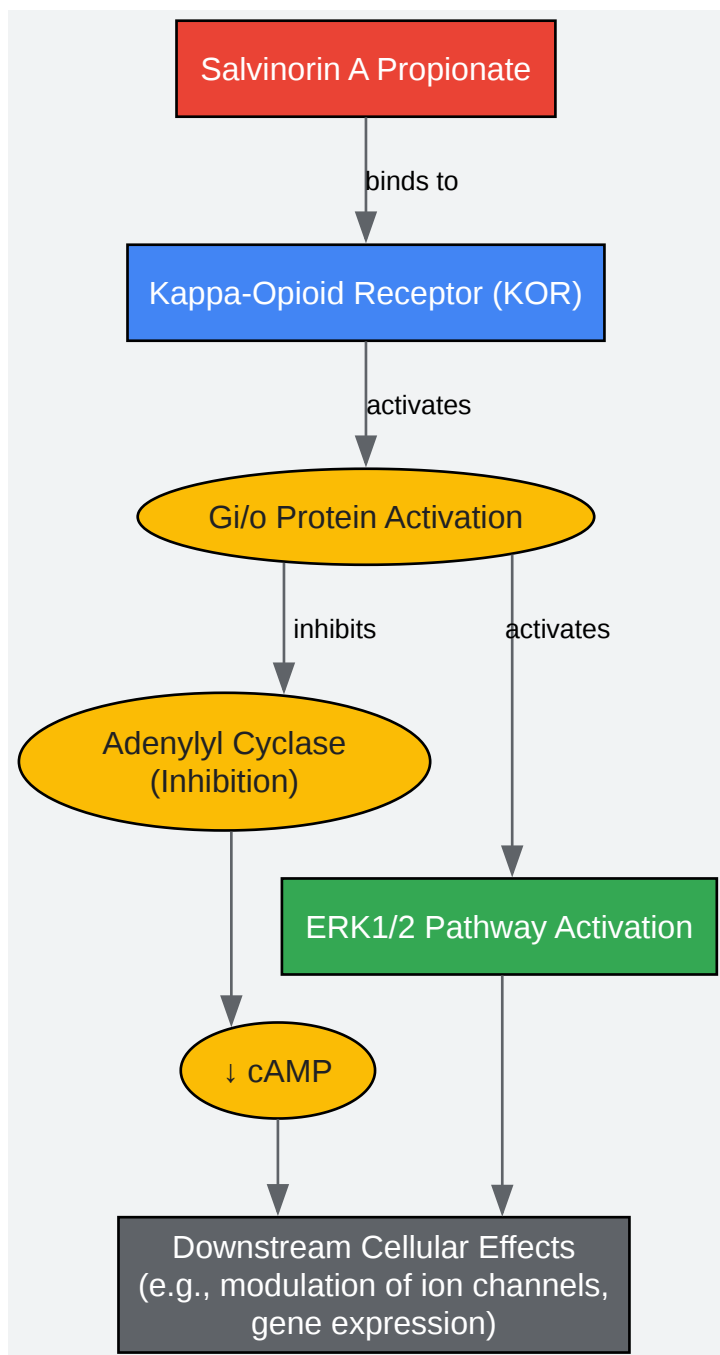 Salvinorin A Propionate
binds to
Kappa-Opioid Receptor (KOR)
activates
Gi/o Protein Activation
inhibits
activates
Adenylyl Cyclase
(Inhibition)
ERK1/2 Pathway Activation
↓ cAMP
Downstream Cellular Effects
(e.g., modulation of ion channels,
gene expression)